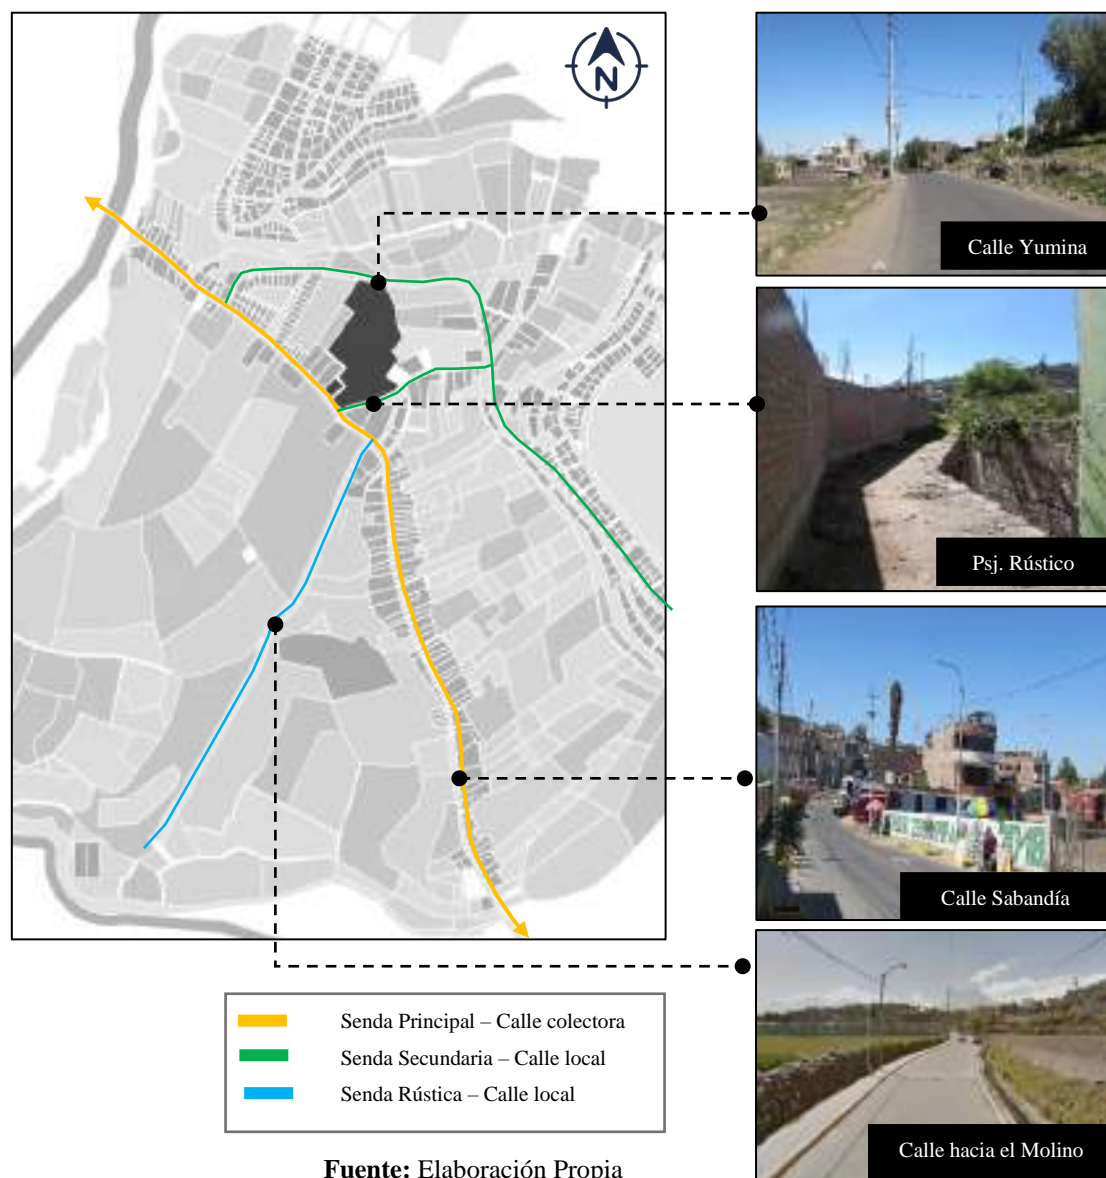 N
Calle Yumina
Psj. Rústico
Calle Sabandía
Calle hacia el Molino
Senda Principal – Calle colectora
Senda Secundaria – Calle local
Senda Rústica – Calle local
Fuente: Elaboración Propia